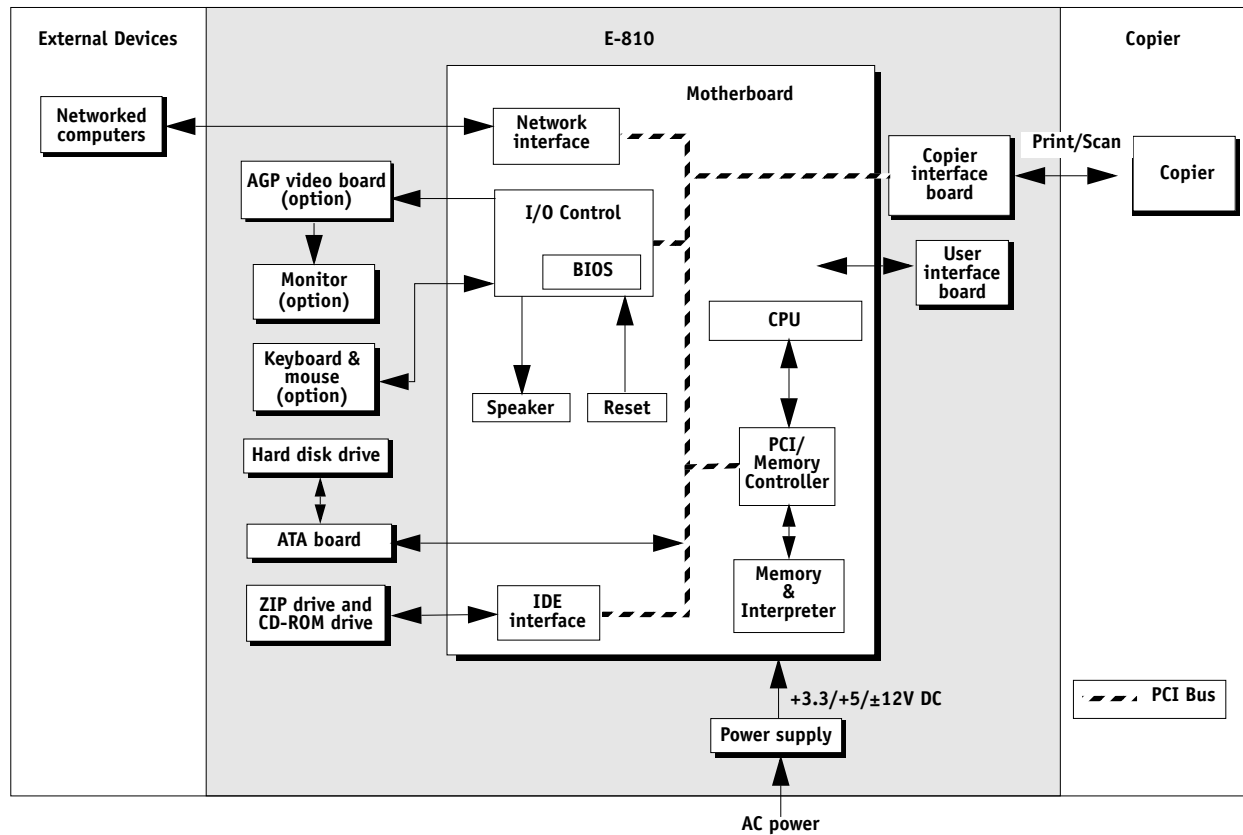 External Devices
E-810
Copier
Motherboard
Networked
computers
Network
interface
Copier
interface
board
Print/Scan
Copier
AGP video board
(option)
I/O Control
BIOS
User
interface
board
Monitor
(option)
CPU
Keyboard &
mouse
(option)
Speaker
Reset
Hard disk drive
PCI/
Memory
Controller
ATA board
Memory
&
Interpreter
ZIP drive and
CD-ROM drive
IDE
interface
+3.3/+5/±12V DC
PCI Bus
Power supply
AC power